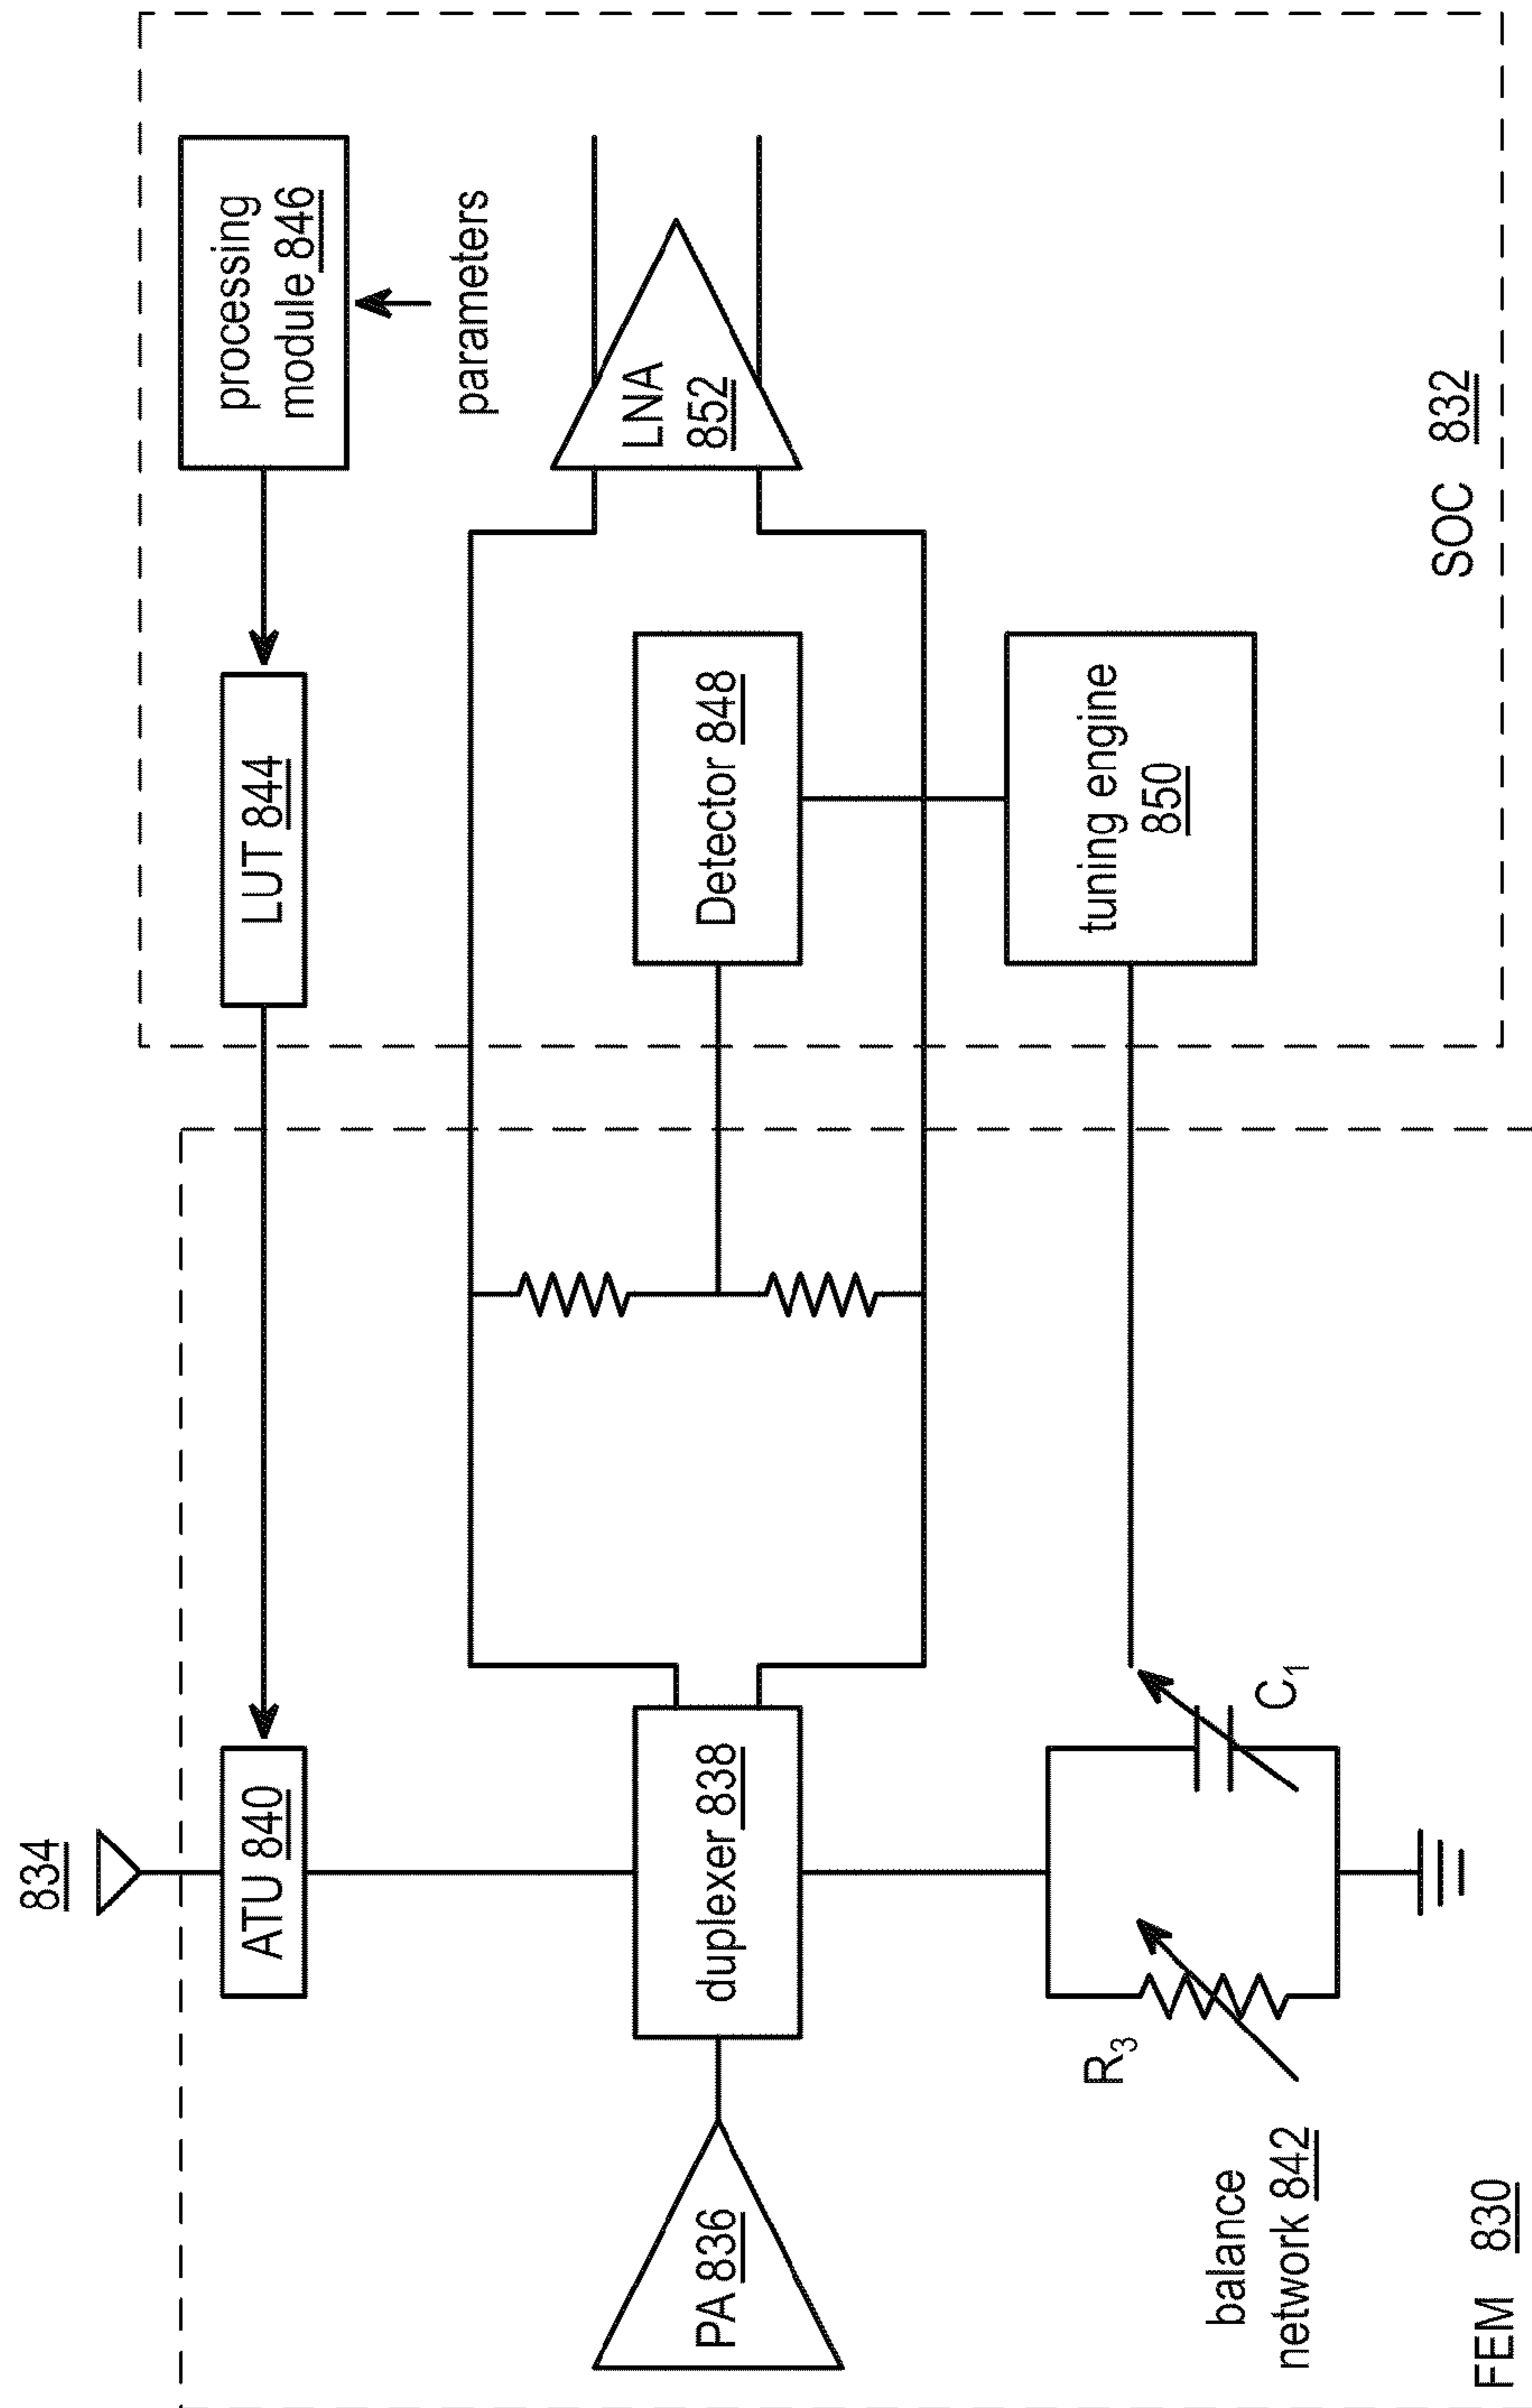 834
ATU 840
LUT 844
processing
module 846
parameters
PA 836
duplexer 838
Detector 848
LNA
852
R3
C1
tuning engine
850
balance
network 842
FEM 830
SOC 832